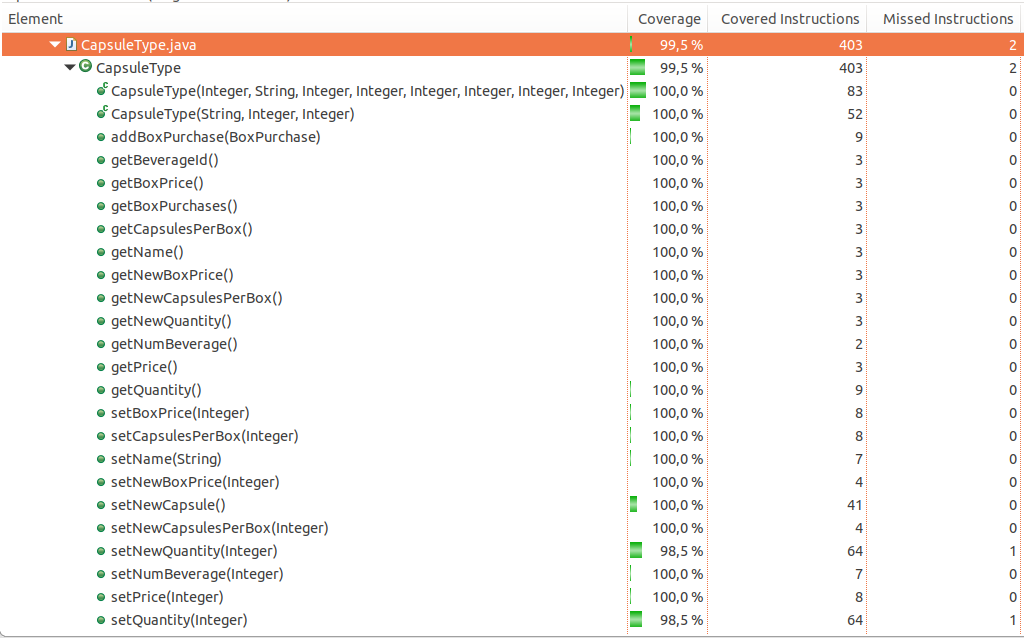 Element Coverage Covered Instructions Missed Instructions
CapsuleType.java 99,5 % 403 2
CapsuleType 99,5 % 403 2
CapsuleType(Integer, String, Integer, Integer, Integer, Integer, Integer, Integer) 100,0 % 83 0
CapsuleType(String, Integer, Integer) 100,0 % 52 0
addBoxPurchase(BoxPurchase) 100,0 % 9 0
getBeverageId() 100,0 % 3 0
getBoxPrice() 100,0 % 3 0
getBoxPurchases() 100,0 % 3 0
getCapsulesPerBox() 100,0 % 3 0
getName() 100,0 % 3 0
getNewBoxPrice() 100,0 % 3 0
getNewCapsulesPerBox() 100,0 % 3 0
getNewQuantity() 100,0 % 3 0
getNumBeverage() 100,0 % 2 0
getPrice() 100,0 % 3 0
getQuantity() 100,0 % 9 0
setBoxPrice(Integer) 100,0 % 8 0
setCapsulesPerBox(Integer) 100,0 % 8 0
setName(String) 100,0 % 7 0
setNewBoxPrice(Integer) 100,0 % 4 0
setNewCapsule() 100,0 % 41 0
setNewCapsulesPerBox(Integer) 100,0 % 4 0
setNewQuantity(Integer) 98,5 % 64 1
setNumBeverage(Integer) 100,0 % 7 0
setPrice(Integer) 100,0 % 8 0
setQuantity(Integer) 98,5 % 64 1